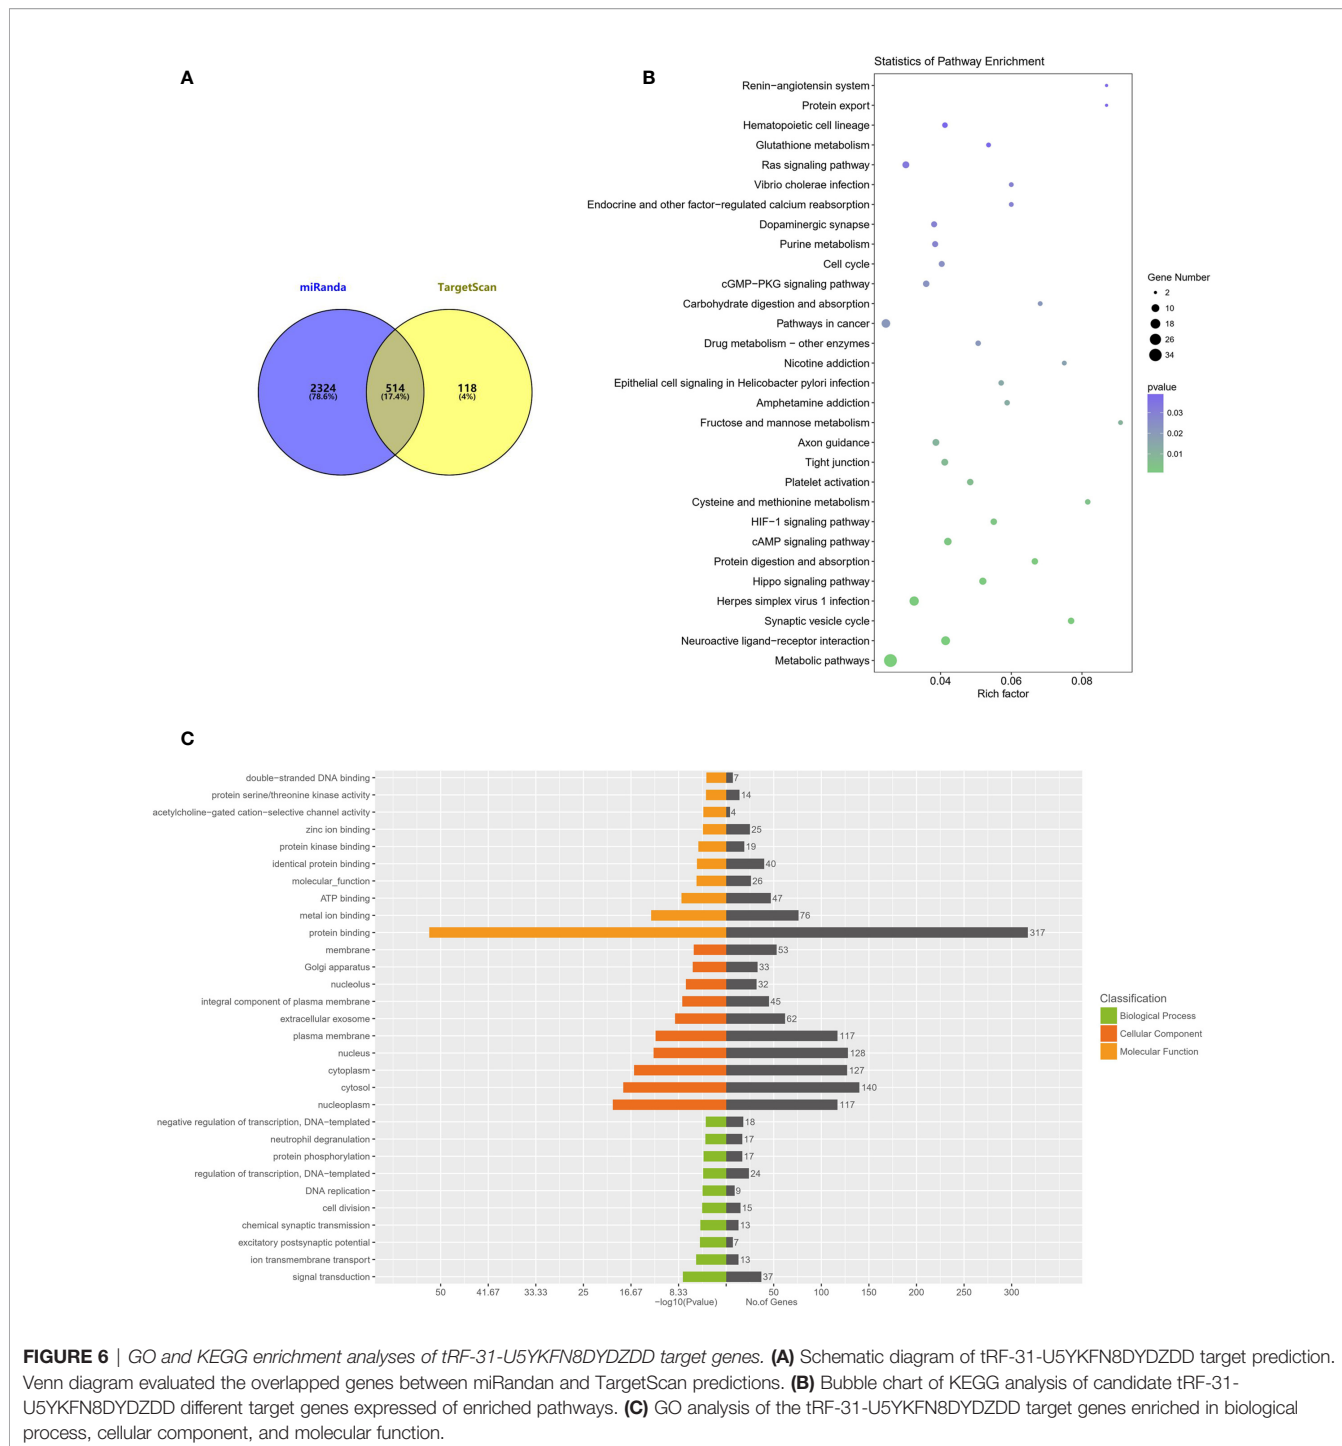 A
miRanda
TargetScan
2324
(78.6%)
514
(17.4%)
118
(4%)
B
Statistics of Pathway Enrichment
Renin−angiotensin system
Protein export
Hematopoietic cell lineage
Glutathione metabolism
Ras signaling pathway
Vibrio cholerae infection
Endocrine and other factor−regulated calcium reabsorption
Dopaminergic synapse
Purine metabolism
Cell cycle
cGMP−PKG signaling pathway
Carbohydrate digestion and absorption
Pathways in cancer
Drug metabolism − other enzymes
Nicotine addiction
Epithelial cell signaling in Helicobacter pylori infection
Amphetamine addiction
Fructose and mannose metabolism
Axon guidance
Tight junction
Platelet activation
Cysteine and methionine metabolism
HIF−1 signaling pathway
cAMP signaling pathway
Protein digestion and absorption
Hippo signaling pathway
Herpes simplex virus 1 infection
Synaptic vesicle cycle
Neuroactive ligand−receptor interaction
Metabolic pathways
0.04 0.06 0.08
Rich factor
Gene Number
2
10
18
26
34
pvalue
0.03
0.02
0.01
C
double−stranded DNA binding 7
protein serine/threonine kinase activity 14
acetylcholine−gated cation−selective channel activity 4
zinc ion binding 25
protein kinase binding 19
identical protein binding 40
molecular_function 26
ATP binding 47
metal ion binding 76
protein binding 317
membrane 53
Golgi apparatus 33
nucleolus 32
integral component of plasma membrane 45
extracellular exosome 62
plasma membrane 117
nucleus 128
cytoplasm 127
cytosol 140
nucleoplasm 117
negative regulation of transcription, DNA−templated 18
neutrophil degranulation 17
protein phosphorylation 17
regulation of transcription, DNA−templated 24
DNA replication 9
cell division 15
chemical synaptic transmission 13
excitatory postsynaptic potential 7
ion transmembrane transport 13
signal transduction 37
50 41.67 33.33 25 16.67 8.33 50 100 150 200 250 300
−log10(Pvalue) No.of Genes
Classification
Biological Process
Cellular Component
Molecular Function
FIGURE 6 | GO and KEGG enrichment analyses of tRF-31-U5YKFN8DYDZDD target genes. (A) Schematic diagram of tRF-31-U5YKFN8DYDZDD target prediction.
Venn diagram evaluated the overlapped genes between miRandan and TargetScan predictions. (B) Bubble chart of KEGG analysis of candidate tRF-31-
U5YKFN8DYDZDD different target genes expressed of enriched pathways. (C) GO analysis of the tRF-31-U5YKFN8DYDZDD target genes enriched in biological
process, cellular component, and molecular function.